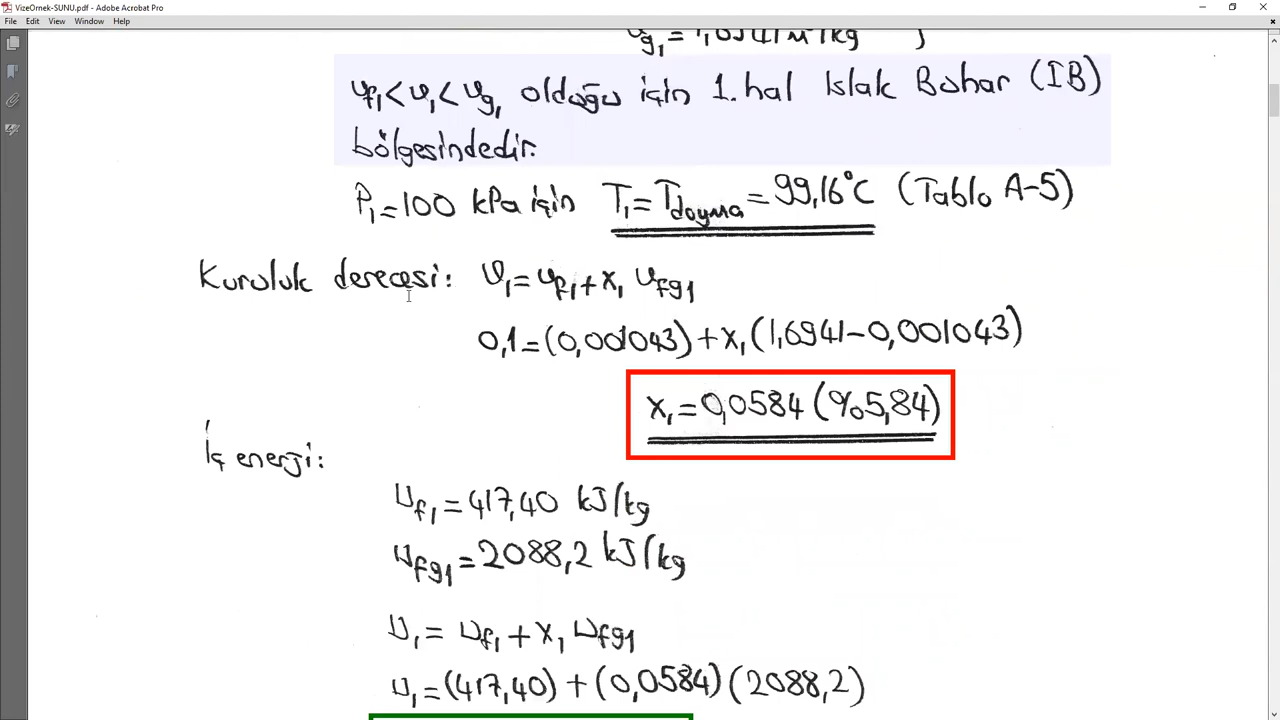 VizeOrnek-SUNU.pdf - Adobe Acrobat Pro
File Edit View Window Help
υf₁<υ₁<υg₁ olduğu için 1. hal Islak Buhar (IB)
bölgesindedir.
P₁=100 kPa için T₁=Tdoyma=99,16°C (Tablo A-5)
Kuruluk derecesi: υ₁=υf₁+x₁ υfg1
0,1=(0,001043)+x₁(1,6941-0,001043)
x₁=0,0584 (%5,84)
İç enerji:
Uf₁=417,40 kJ/kg
Ufg1=2088,2 kJ/kg
U₁=Uf₁+x₁ Ufg1
U₁=(417,40)+(0,0584)(2088,2)